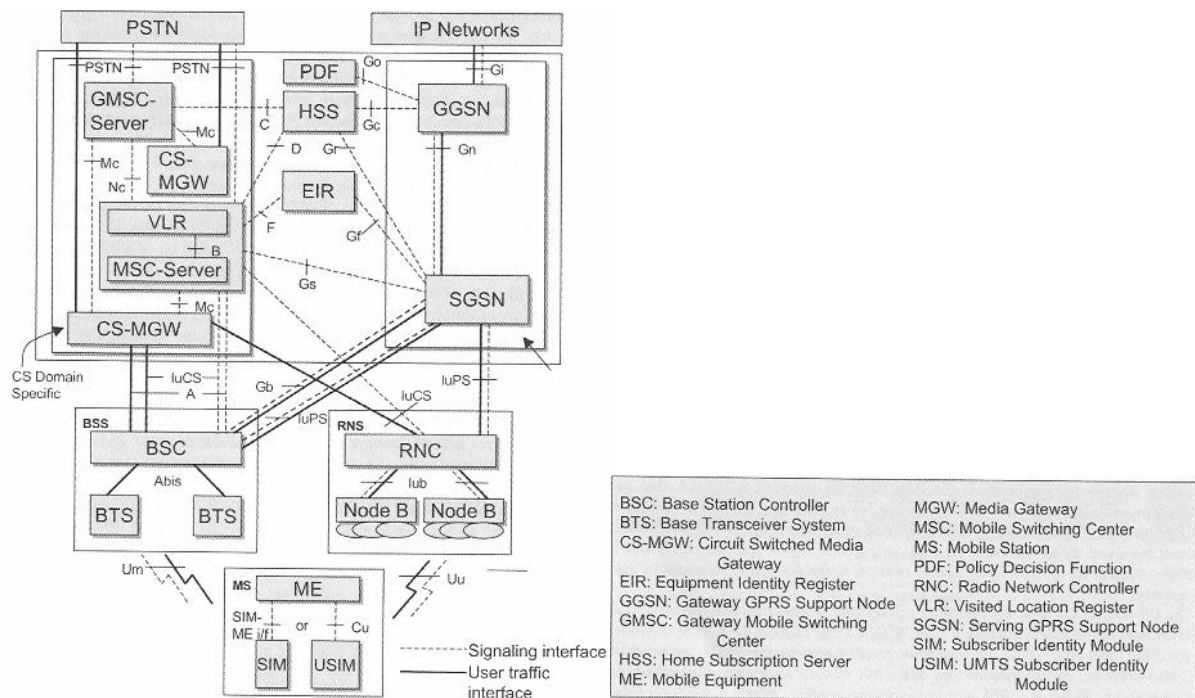 PSTN
IP Networks
PSTN
PSTN
Gi
PDF
Go
GMSC-
Server
HSS
GGSN
C
Gc
Mc
CS-
MGW
Mc
Nc
D
Gr
Gn
EIR
VLR
F
Gf
B
MSC-Server
Gs
SGSN
Mc
CS-MGW
CS Domain
Specific
IuCS
A
Gb
IuPS
IuCS
IuPS
BSS
BSC
RNS
RNC
Abis
Iub
BTS
BTS
Node B
Node B
Um
Uu
MS
ME
SIM-
ME i/f
or
Cu
SIM
USIM
Signaling interface
User traffic
interface
BSC: Base Station Controller
BTS: Base Transceiver System
CS-MGW: Circuit Switched Media
Gateway
EIR: Equipment Identity Register
GGSN: Gateway GPRS Support Node
GMSC: Gateway Mobile Switching
Center
HSS: Home Subscription Server
ME: Mobile Equipment
MGW: Media Gateway
MSC: Mobile Switching Center
MS: Mobile Station
PDF: Policy Decision Function
RNC: Radio Network Controller
VLR: Visited Location Register
SGSN: Serving GPRS Support Node
SIM: Subscriber Identity Module
USIM: UMTS Subscriber Identity
Module